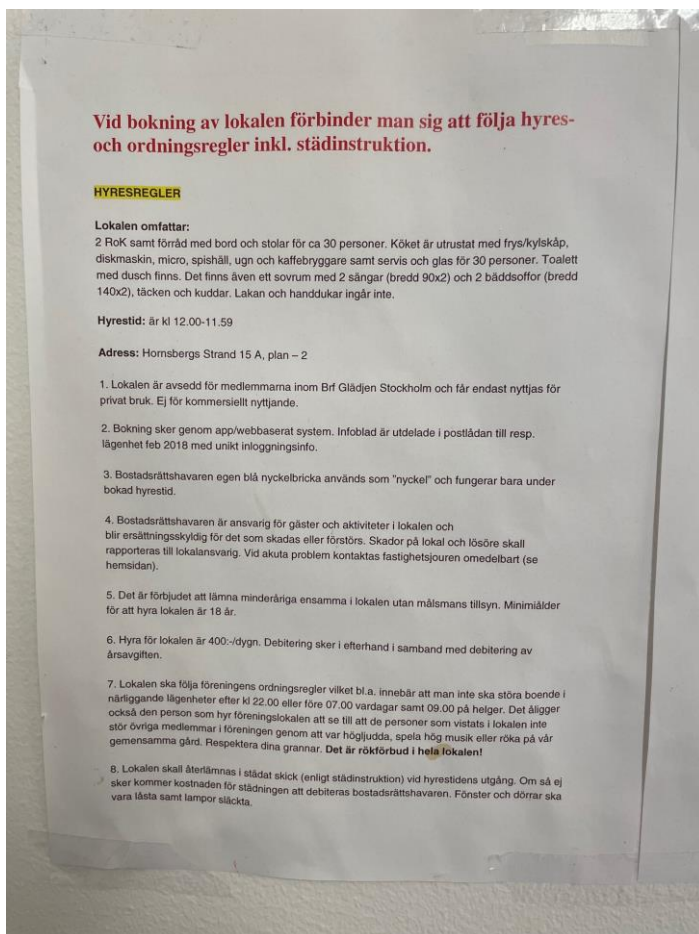 Vid bokning av lokalen förbinder man sig att följa hyres-
och ordningsregler inkl. städinstruktion.
HYRESREGLER
Lokalen omfattar:
2 RoK samt förråd med bord och stolar för ca 30 personer. Köket är utrustat med frys/kylskåp,
diskmaskin, micro, spishäll, ugn och kaffebryggare samt servis och glas för 30 personer. Toalett
med dusch finns. Det finns även ett sovrum med 2 sängar (bredd 90x2) och 2 bäddsoffor (bredd
140x2), täcken och kuddar. Lakan och handdukar ingår inte.
Hyrestid: är kl 12.00-11.59
Adress: Hornsbergs Strand 15 A, plan – 2
1. Lokalen är avsedd för medlemmarna inom Brf Glädjen Stockholm och får endast nyttjas för
privat bruk. Ej för kommersiellt nyttjande.
2. Bokning sker genom app/webbaserat system. Infoblad är utdelade i postlådan till resp.
lägenhet feb 2018 med unikt inloggningsinfo.
3. Bostadsrättshavaren egen blå nyckelbricka används som "nyckel" och fungerar bara under
bokad hyrestid.
4. Bostadsrättshavaren är ansvarig för gäster och aktiviteter i lokalen och
blir ersättningsskyldig för det som skadas eller förstörs. Skador på lokal och lösöre skall
rapporteras till lokalansvarig. Vid akuta problem kontaktas fastighetsjouren omedelbart (se
hemsidan).
5. Det är förbjudet att lämna minderåriga ensamma i lokalen utan målsmans tillsyn. Minimiålder
för att hyra lokalen är 18 år.
6. Hyra för lokalen är 400:-/dygn. Debitering sker i efterhand i samband med debitering av
årsavgiften.
7. Lokalen ska följa föreningens ordningsregler vilket bl.a. innebär att man inte ska störa boende i
närliggande lägenheter efter kl 22.00 eller före 07.00 vardagar samt 09.00 på helger. Det åligger
också den person som hyr föreningslokalen att se till att de personer som vistats i lokalen inte
stör övriga medlemmar i föreningen genom att var högljudda, spela hög musik eller röka på vår
gemensamma gård. Respektera dina grannar. Det är rökförbud i hela lokalen!
8. Lokalen skall återlämnas i städat skick (enligt städinstruktion) vid hyrestidens utgång. Om så ej
sker kommer kostnaden för städningen att debiteras bostadsrättshavaren. Fönster och dörrar ska
vara låsta samt lampor släckta.